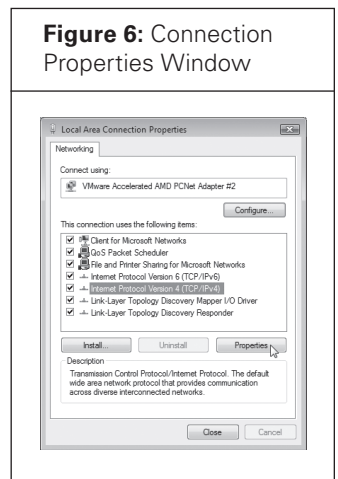 Figure 6: Connection
Properties Window
Local Area Connection Properties
Networking
Connect using:
VMware Accelerated AMD PCNet Adapter #2
Configure...
This connection uses the following items:
Client for Microsoft Networks
QoS Packet Scheduler
File and Printer Sharing for Microsoft Networks
Internet Protocol Version 6 (TCP/IPv6)
Internet Protocol Version 4 (TCP/IPv4)
Link-Layer Topology Discovery Mapper I/O Driver
Link-Layer Topology Discovery Responder
Install... Uninstall Properties
Description
Transmission Control Protocol/Internet Protocol. The default
wide area network protocol that provides communication
across diverse interconnected networks.
Close Cancel